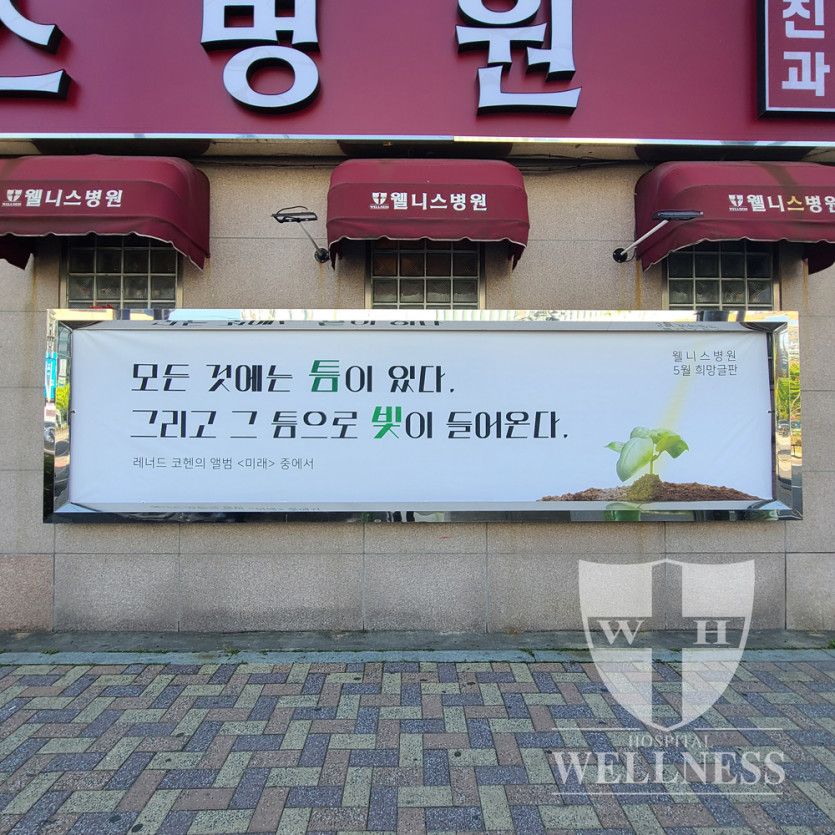 스병원
진
과
웰니스병원
웰니스병원
웰니스병원
모든 것에는 틈이 있다.
그리고 그 틈으로 빛이 들어온다.
레너드 코헨의 앨범 <미래> 중에서
웰니스병원
5월 희망글판
W H
HOSPITAL
WELLNESS